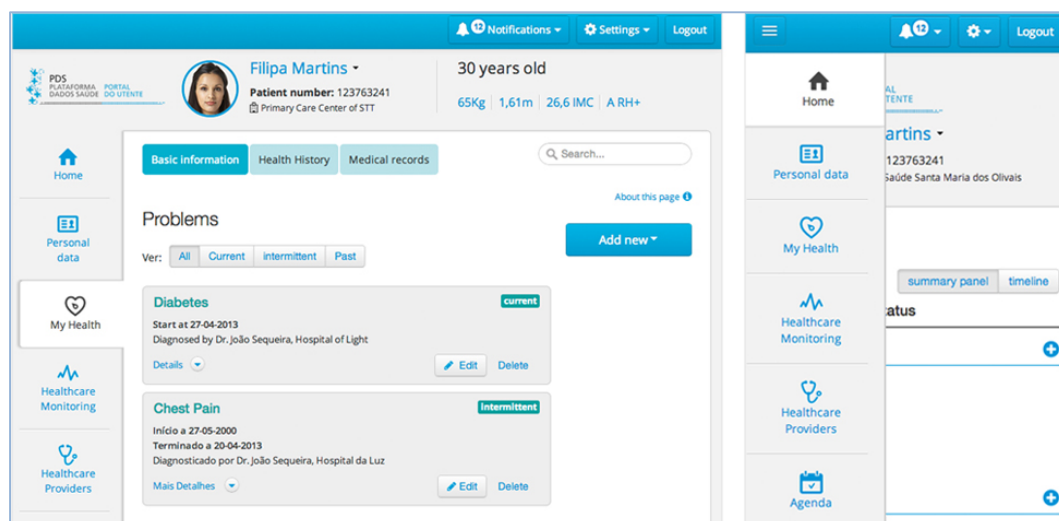 12 Notifications
Settings
Logout
PDS
PLATAFORMA
DADOS SAÚDE
PORTAL
DO UTENTE
Filipa Martins
Patient number: 123763241
Primary Care Center of STT
30 years old
65Kg 1,61m 26,6 IMC A RH+
Home
Personal
data
My Health
Healthcare
Monitoring
Healthcare
Providers
Basic information Health History Medical records
Search...
About this page
Problems
Add new
Ver: All Current intermittent Past
Diabetes current
Start at 27-04-2013
Diagnosed by Dr. João Sequeira, Hospital of Light
Details Edit Delete
Chest Pain Intermittent
Início a 27-05-2000
Terminado a 20-04-2013
Diagnosticado por Dr. João Sequeira, Hospital da Luz
Mais Detalhes Edit Delete
12
Logout
Home
Personal data
My Health
Healthcare
Monitoring
Healthcare
Providers
Agenda
AL
TENTE
artins
123763241
Saúde Santa Maria dos Olivais
summary panel timeline
atus